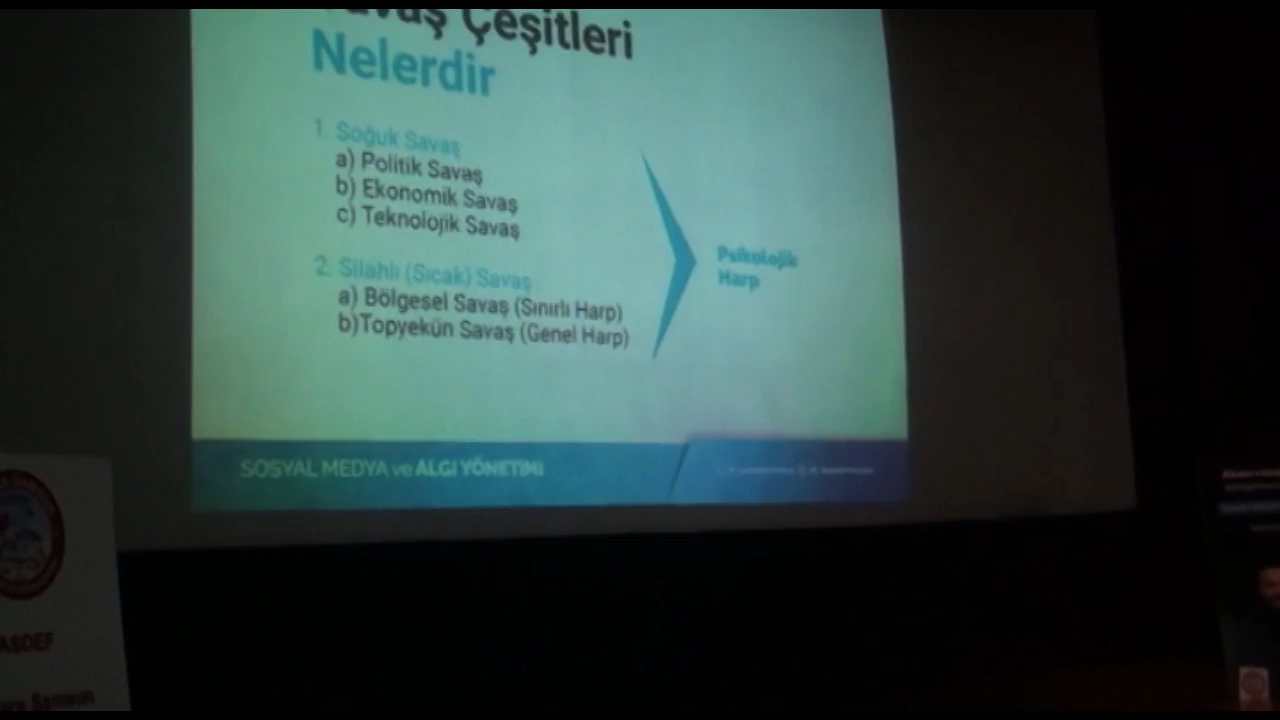 Savaş Çeşitleri
Nelerdir
1. Soğuk Savaş
a) Politik Savaş
b) Ekonomik Savaş
c) Teknolojik Savaş
2. Silahlı (Sıcak) Savaş
a) Bölgesel Savaş (Sınırlı Harp)
b)Topyekün Savaş (Genel Harp)
Psikolojik
Harp
SOSYAL MEDYA ve ALGI YÖNETİMİ
ASDEF
Samsun